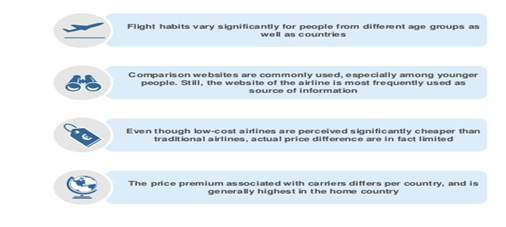 Flight habits vary significantly for people from different age groups as
well as countries
Comparison websites are commonly used, especially among younger
people. Still, the website of the airline is most frequently used as
source of information
€
Even though low-cost airlines are perceived significantly cheaper than
traditional airlines, actual price difference are in fact limited
The price premium associated with carriers differs per country, and is
generally highest in the home country